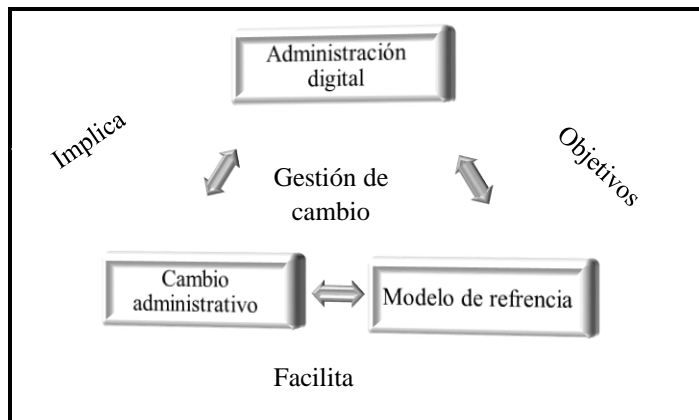 Administración
digital
Implica
Objetivos
Gestión de
cambio
Cambio
administrativo
Modelo de refrencia
Facilita